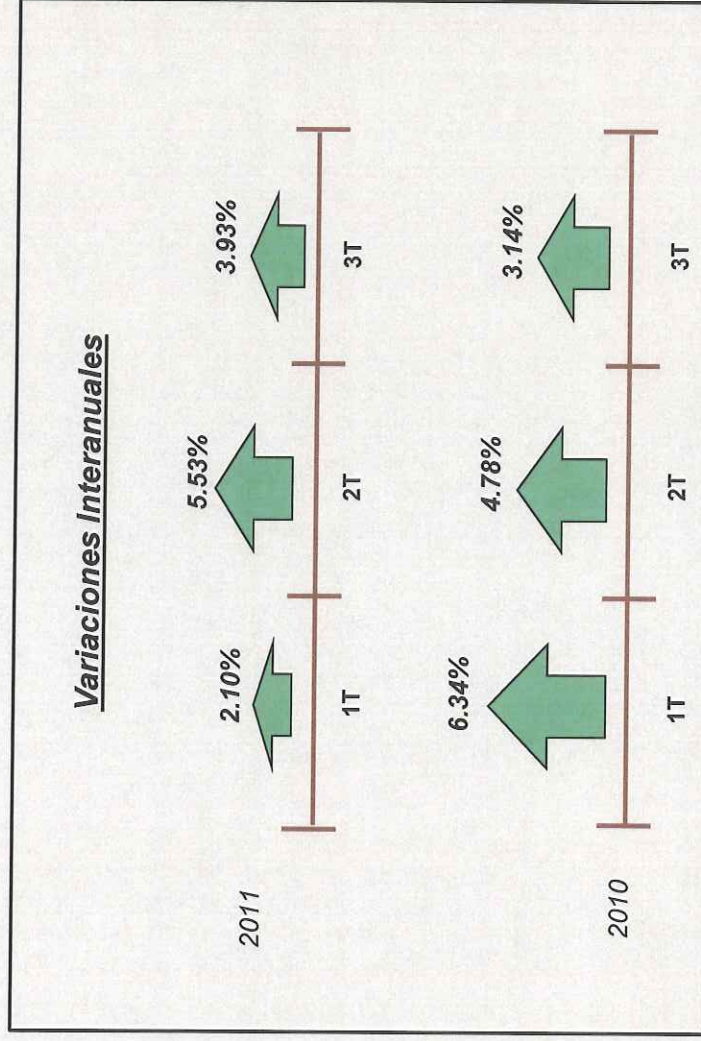 Variaciones Interanuales
2011
2.10% 5.53% 3.93%
1T 2T 3T
2010
6.34% 4.78% 3.14%
1T 2T 3T